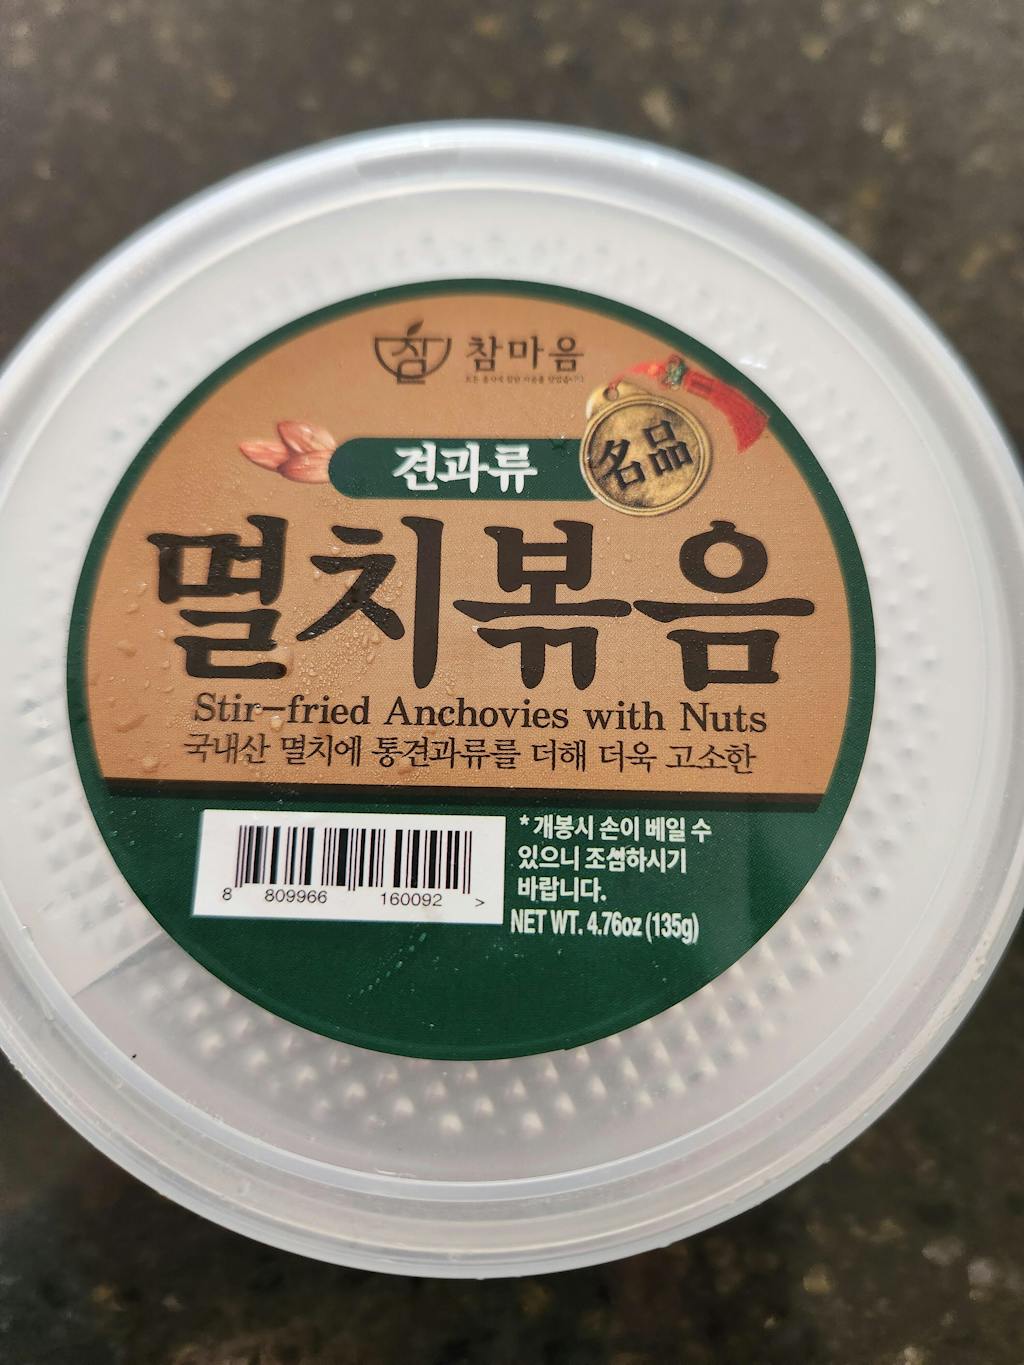 참
참마음
견과류
名品
멸치볶음
Stir-fried Anchovies with Nuts
국내산 멸치에 통견과류를 더해 더욱 고소한
8 809966 160092 >
* 개봉시 손이 베일 수
있으니 조썸하시기
바랍니다.
NET WT. 4.76oz (135g)